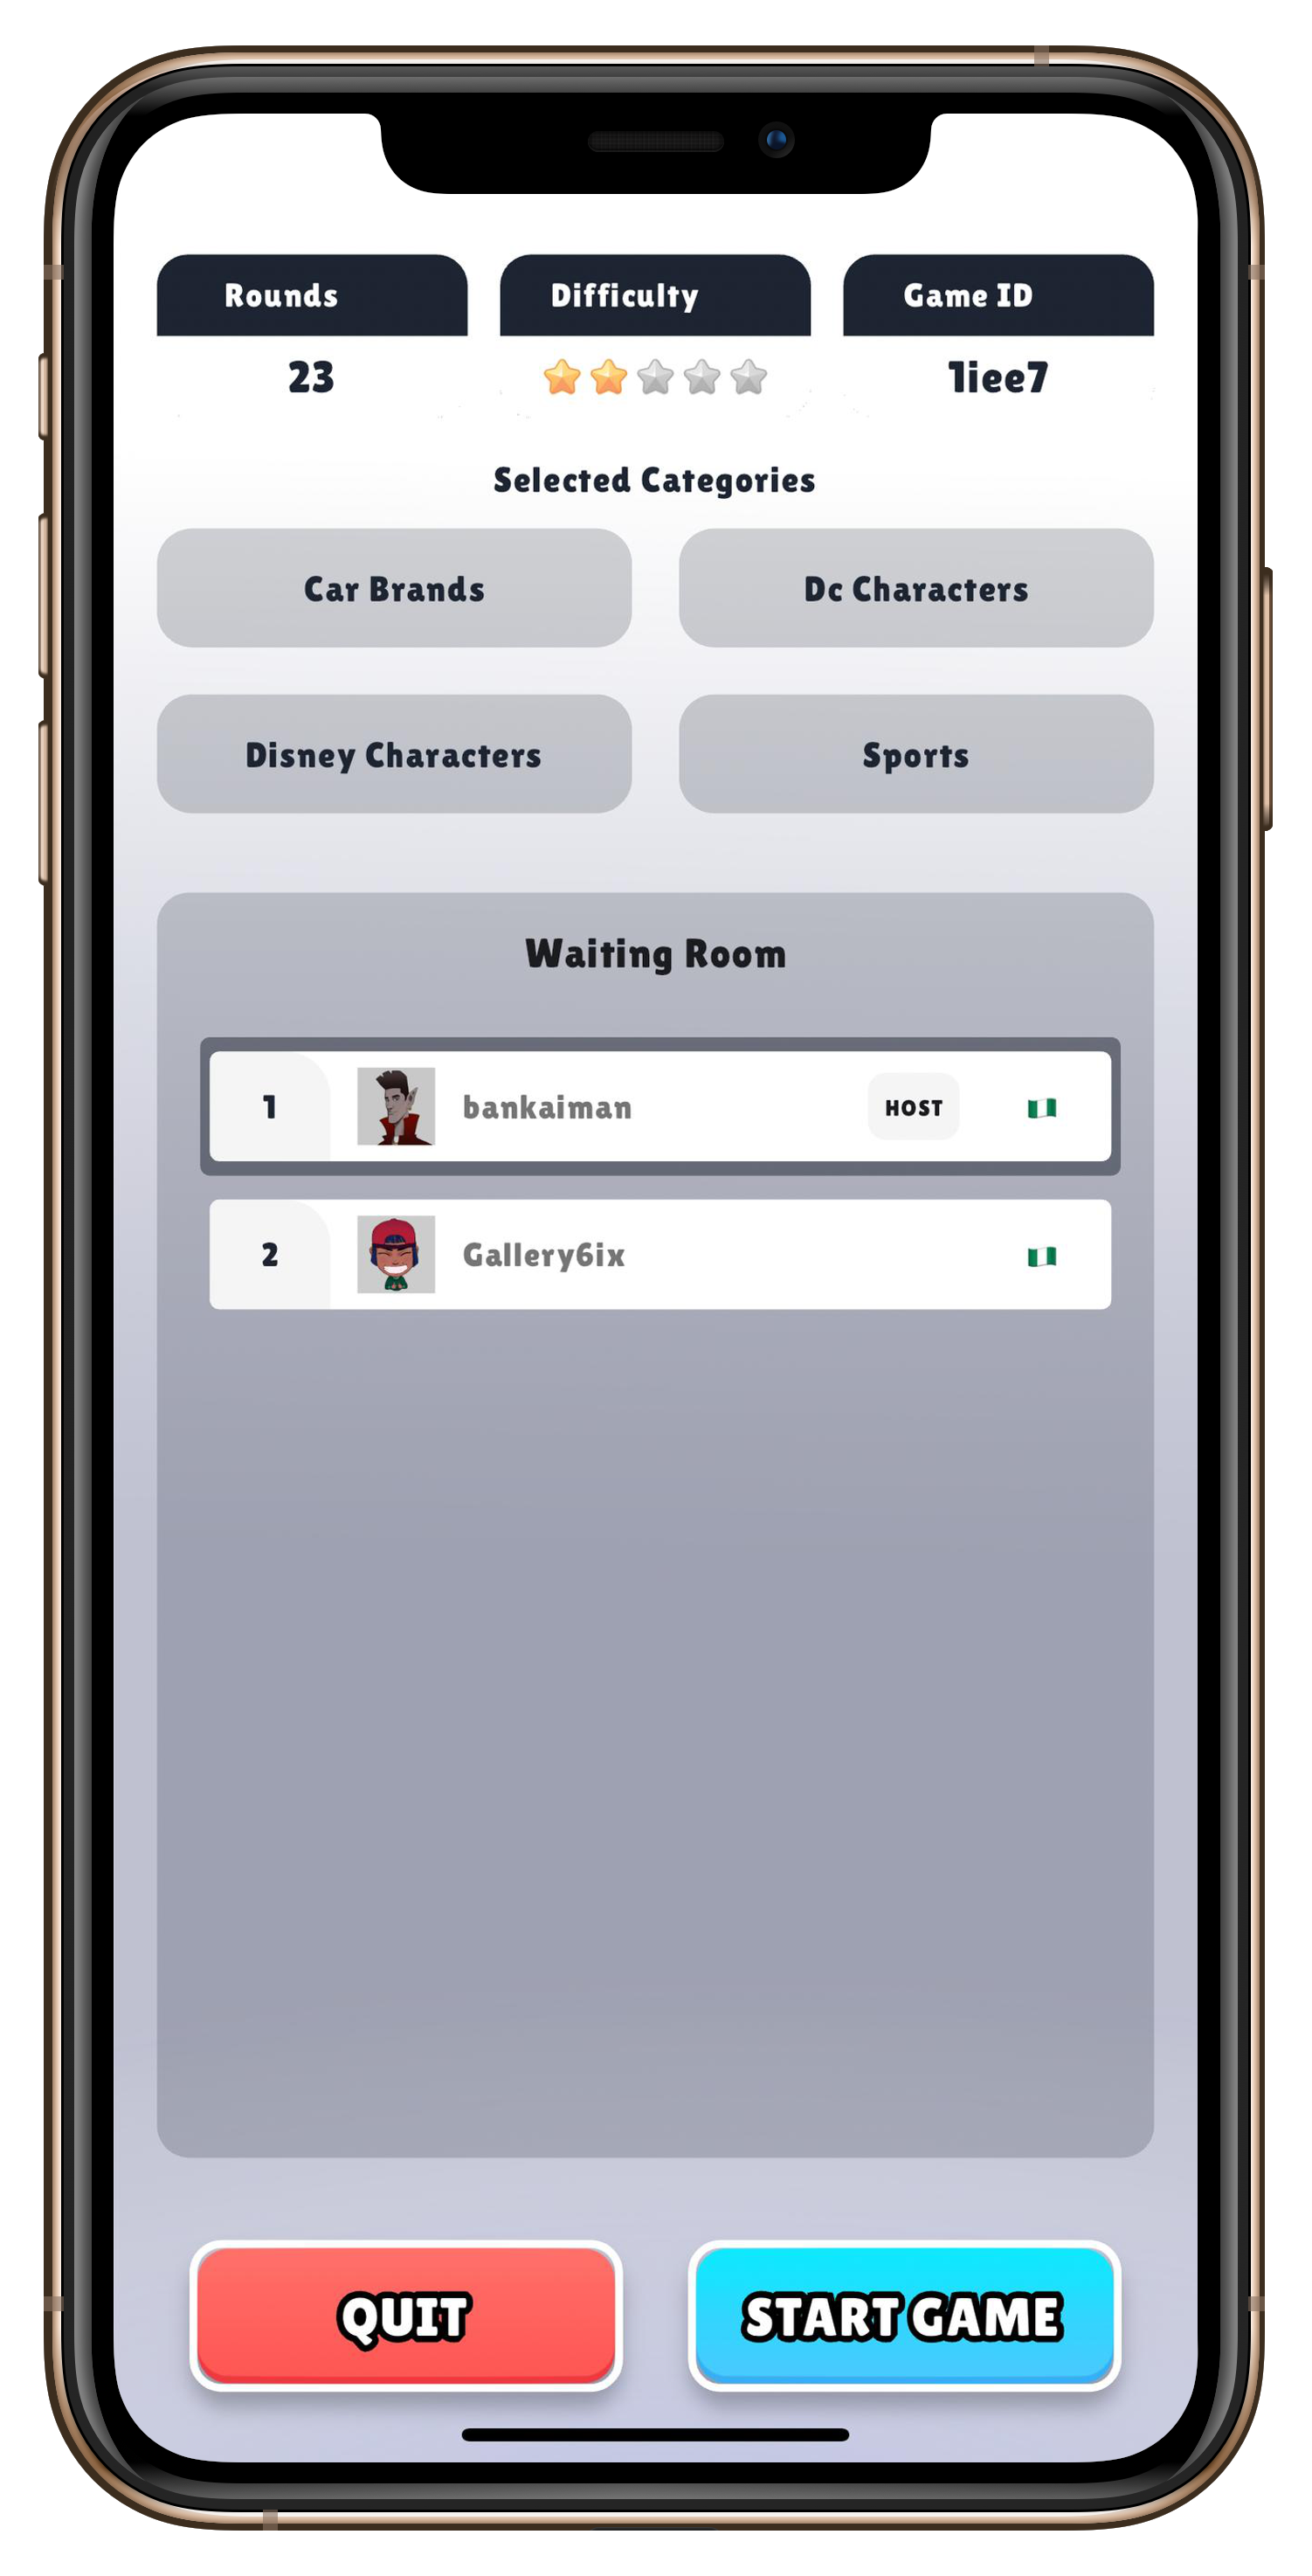 Rounds
Difficulty
Game ID
23
1iee7
Selected Categories
Car Brands
Dc Characters
Disney Characters
Sports
Waiting Room
1
bankaiman
HOST
2
Gallery6ix
QUIT
START GAME